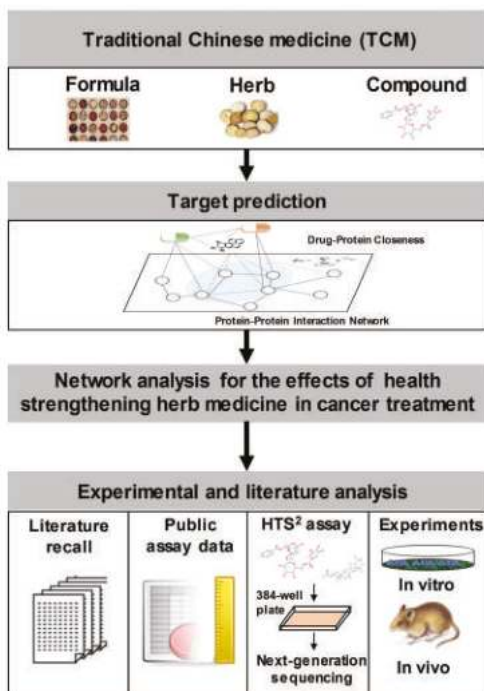 Traditional Chinese medicine (TCM)
Formula
Herb
Compound
Target prediction
Drug-Protein Closeness
Protein-Protein Interaction Network
Network analysis for the effects of health
strengthening herb medicine in cancer treatment
Experimental and literature analysis
Literature
recall
Public
assay data
HTS² assay
384-well
plate
Next-generation
sequencing
Experiments
In vitro
In vivo